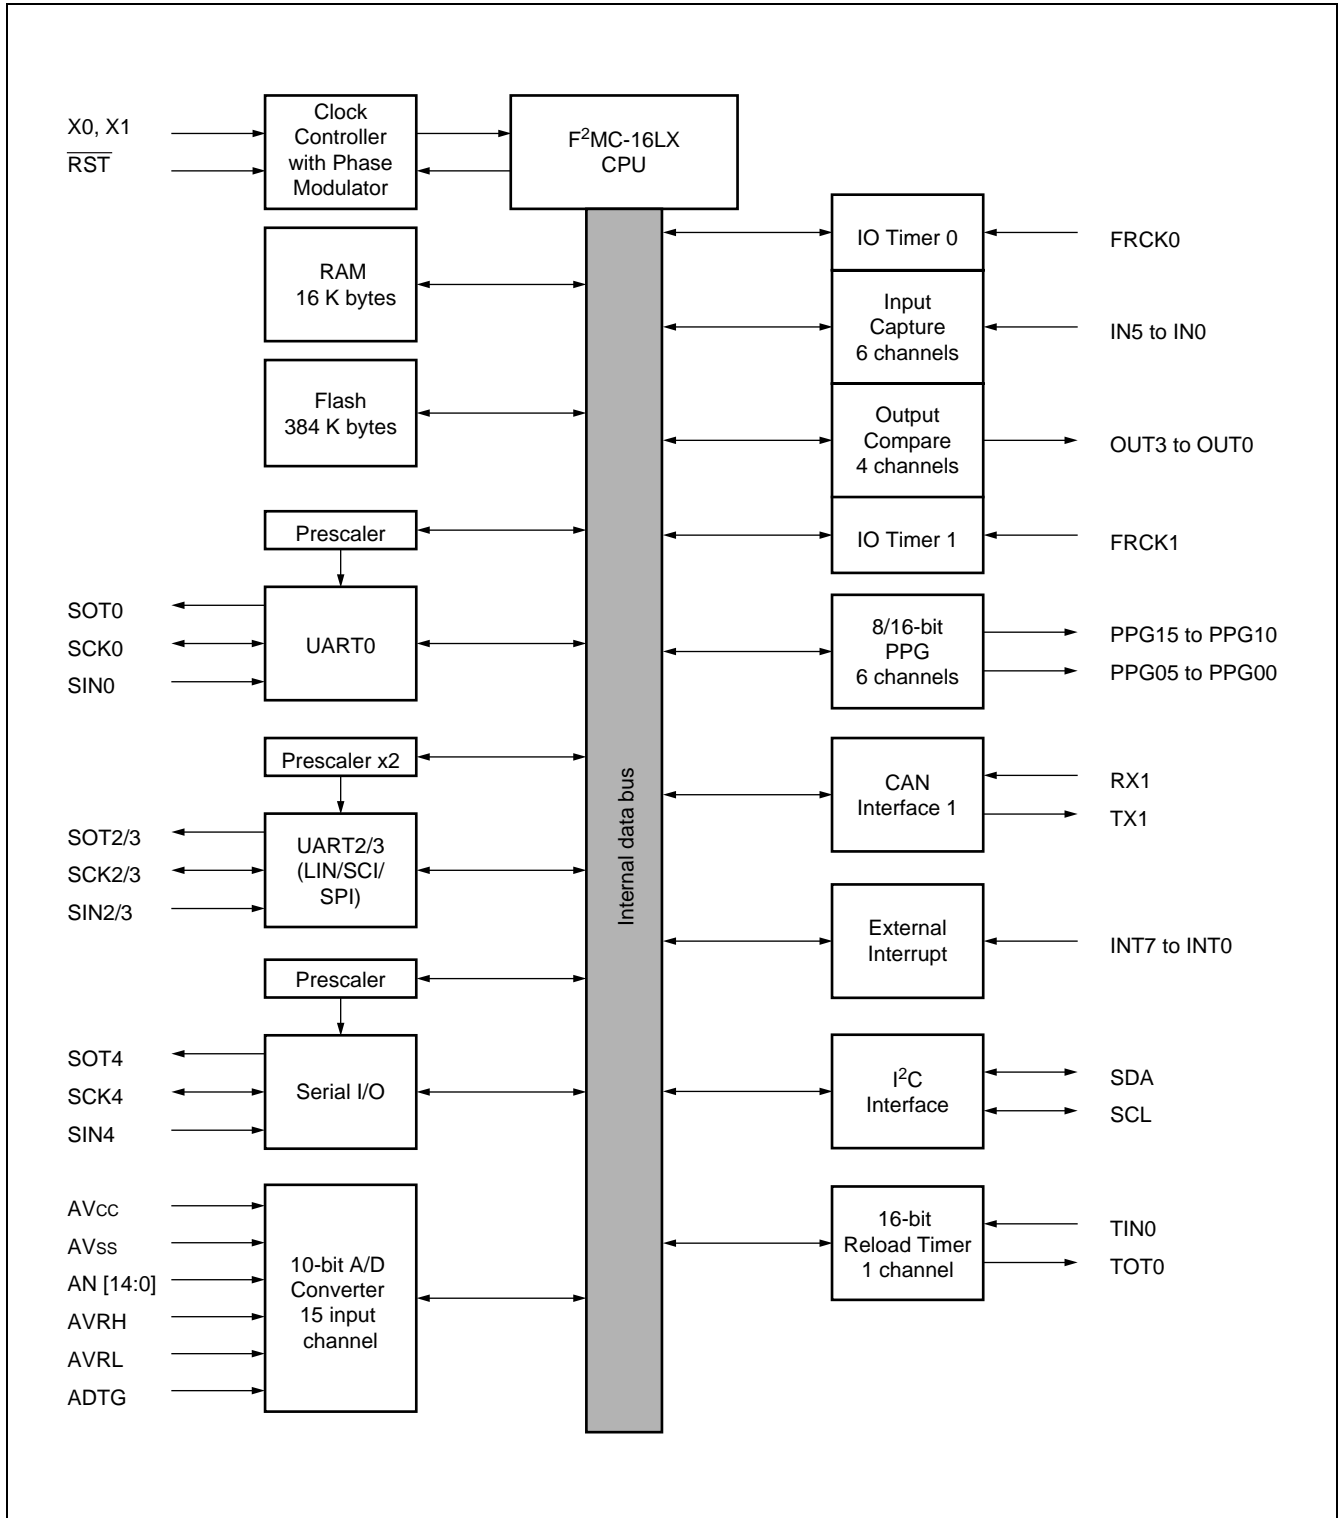 X0, X1
RST
Clock
Controller
with Phase
Modulator
F²MC-16LX
CPU
RAM
16 K bytes
Flash
384 K bytes
Prescaler
SOT0
SCK0
SIN0
UART0
Prescaler x2
SOT2/3
SCK2/3
SIN2/3
UART2/3
(LIN/SCI/
SPI)
Prescaler
SOT4
SCK4
SIN4
Serial I/O
AVcc
AVss
AN [14:0]
AVRH
AVRL
ADTG
10-bit A/D
Converter
15 input
channel
Internal data bus
IO Timer 0
FRCK0
Input
Capture
6 channels
IN5 to IN0
Output
Compare
4 channels
OUT3 to OUT0
IO Timer 1
FRCK1
8/16-bit
PPG
6 channels
PPG15 to PPG10
PPG05 to PPG00
CAN
Interface 1
RX1
TX1
External
Interrupt
INT7 to INT0
I²C
Interface
SDA
SCL
16-bit
Reload Timer
1 channel
TIN0
TOT0